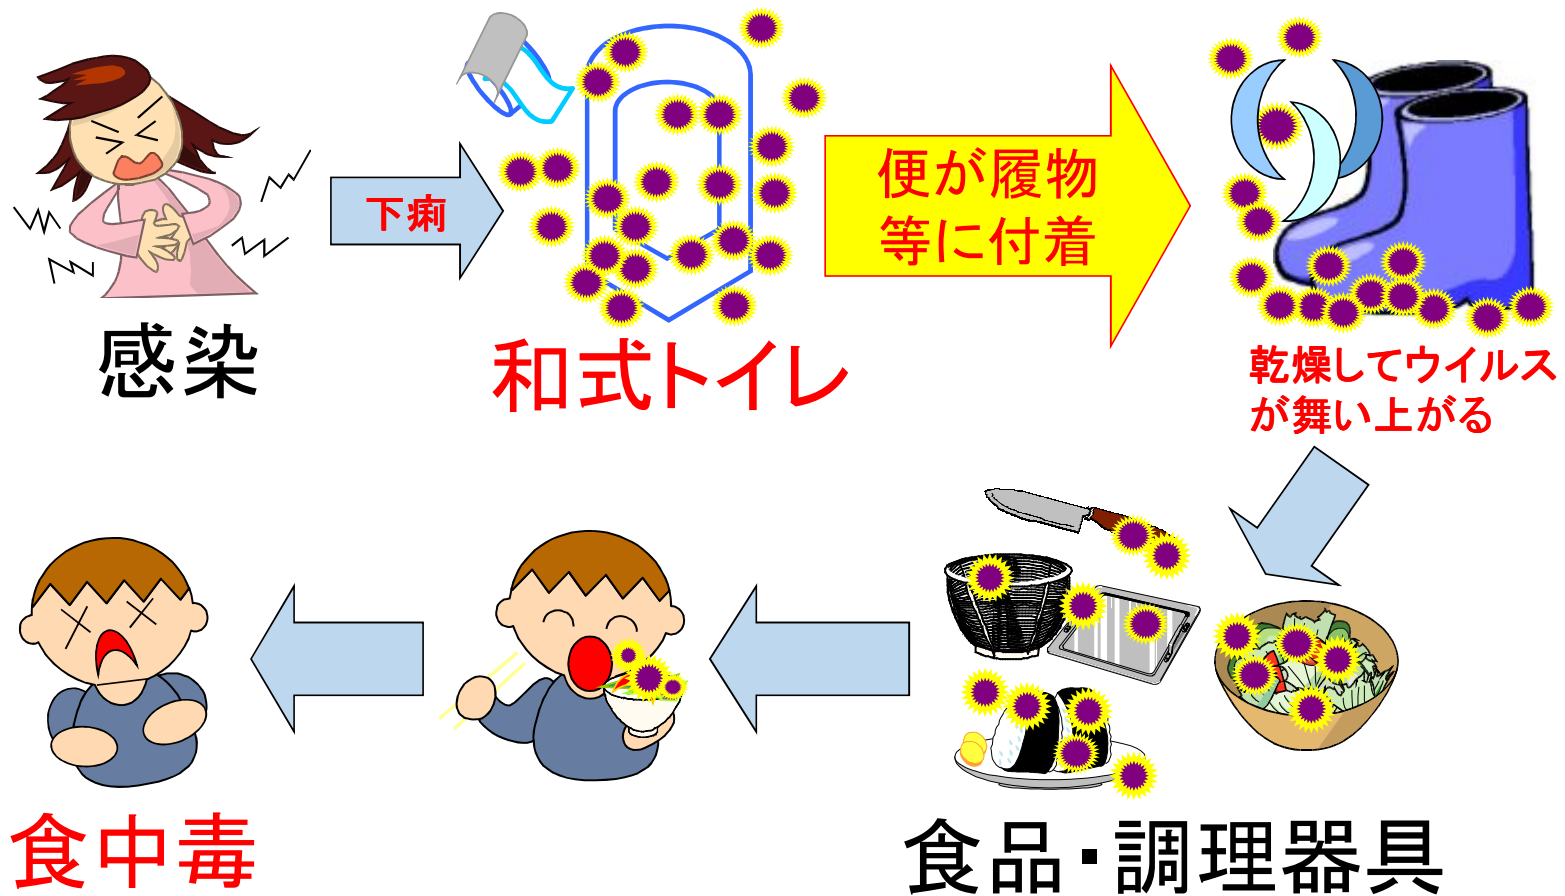 感染
下痢
和式トイレ
便が履物
等に付着
乾燥してウイルス
が舞い上がる
食品・調理器具
食中毒